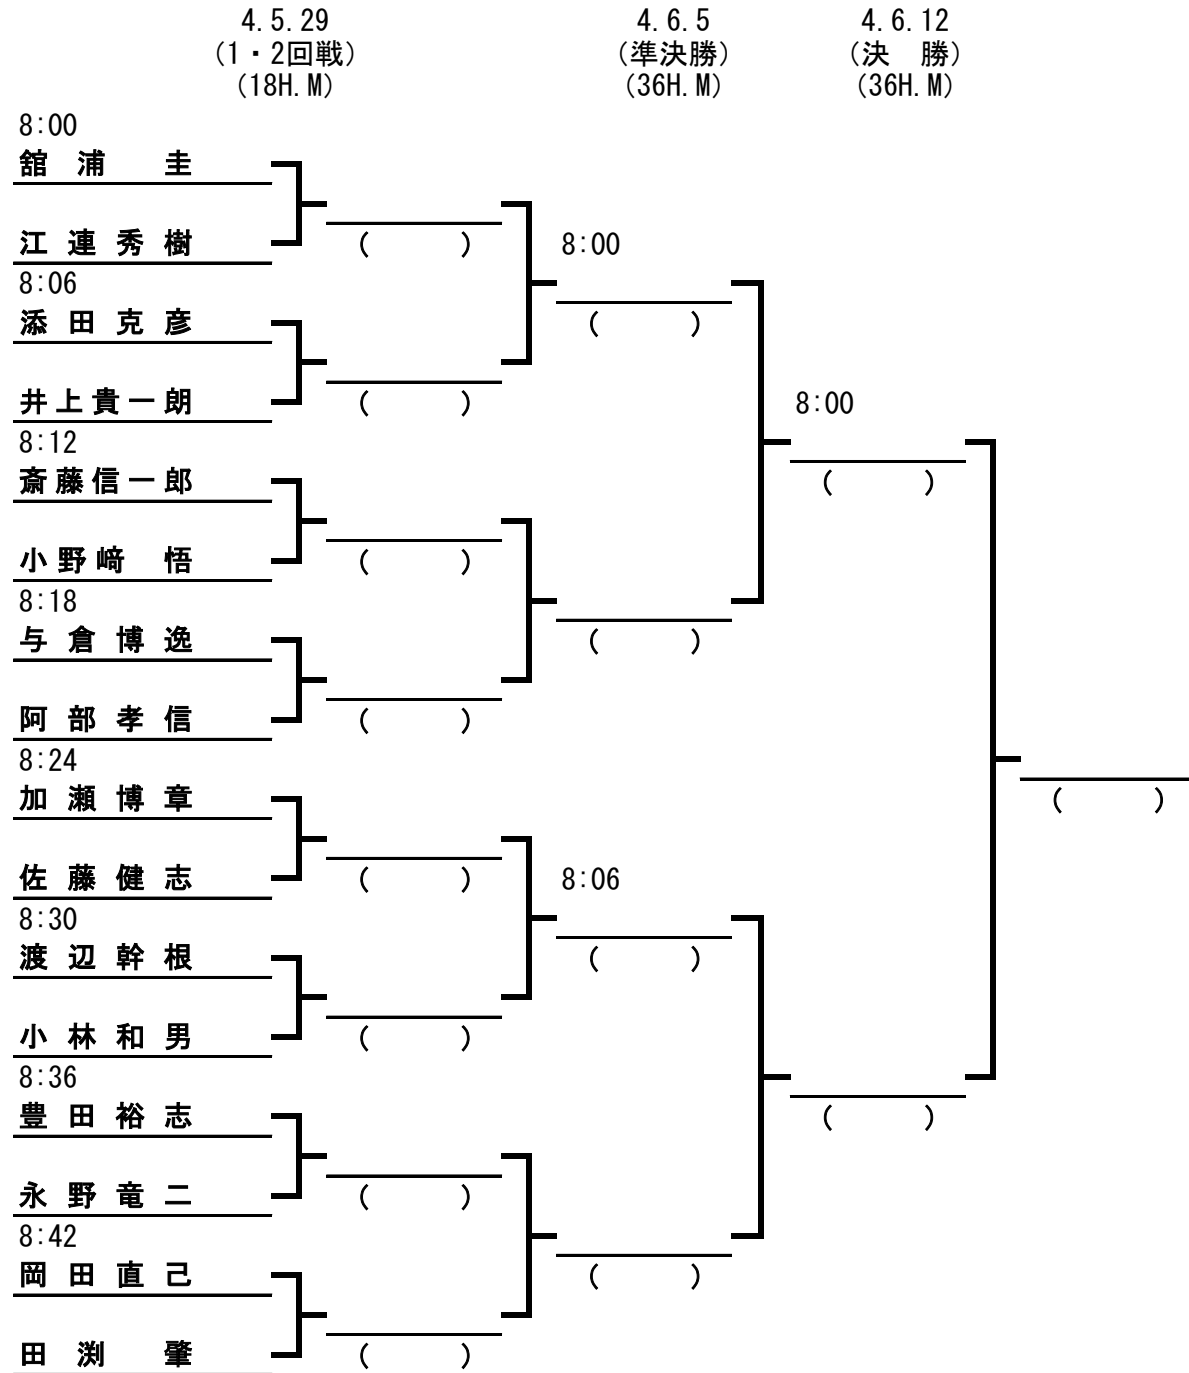 4.5.29 4.6.5 4.6.12
(1・2回戦) (準決勝) (決　勝)
(18H.M) (36H.M) (36H.M)
8:00
舘浦　圭
江連秀樹
(　　　) 8:00
8:06
添田克彦
(　　　)
井上貴一朗
(　　　) 8:00
8:12
斎藤信一郎
(　　　)
小野﨑　悟
(　　　)
8:18
与倉博逸
(　　　)
阿部孝信
(　　　)
8:24
加瀬博章
(　　　)
佐藤健志
(　　　) 8:06
8:30
渡辺幹根
(　　　)
小林和男
(　　　)
8:36
豊田裕志
(　　　)
永野竜二
(　　　)
8:42
岡田直己
(　　　)
田渕　肇
(　　　)